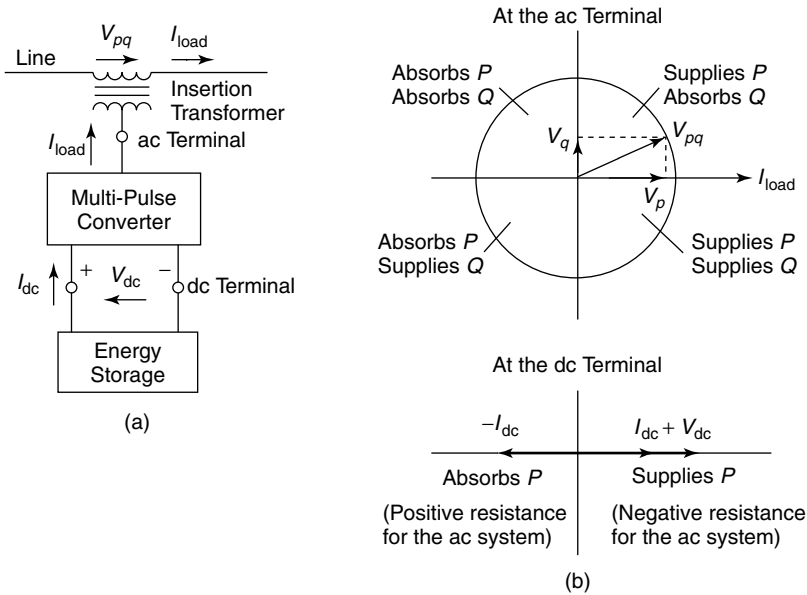 V_pq
I_load
Line
Insertion
Transformer
I_load
ac Terminal
Multi-Pulse
Converter
I_dc
+
V_dc
−
dc Terminal
Energy
Storage
(a)
At the ac Terminal
Absorbs P
Absorbs Q
Supplies P
Absorbs Q
V_q
V_pq
V_p
I_load
Absorbs P
Supplies Q
Supplies P
Supplies Q
At the dc Terminal
−I_dc
I_dc + V_dc
Absorbs P
Supplies P
(Positive resistance
for the ac system)
(Negative resistance
for the ac system)
(b)